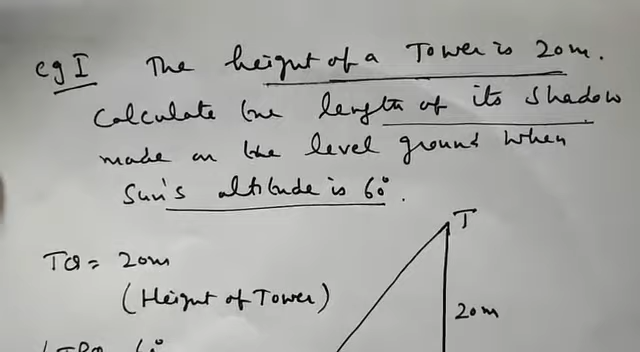 eg I The height of a Tower is 20m.
Calculate the length of its shadow
made on the level ground when
Sun's altitude is 60°.
T
TQ = 20m
(Height of Tower)
20m